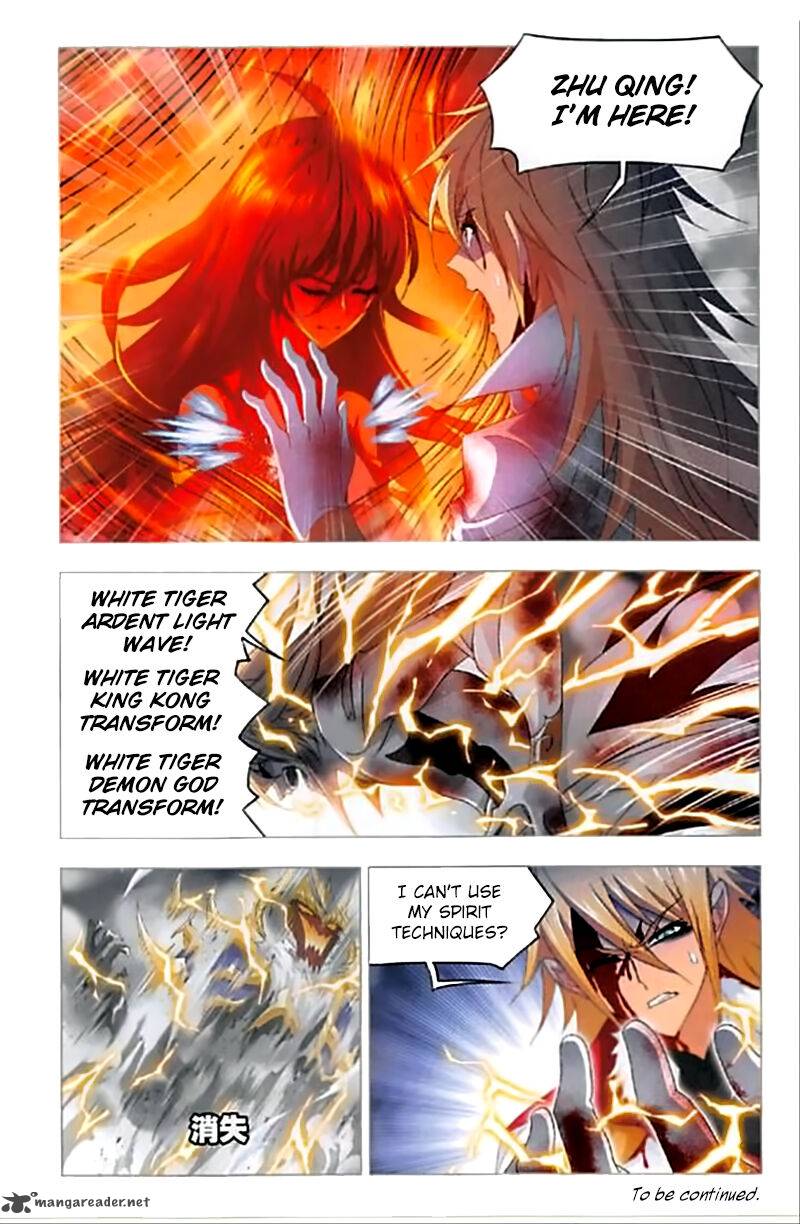 ZHU QING!
I'M HERE!
WHITE TIGER
ARDENT LIGHT
WAVE!
WHITE TIGER
KING KONG
TRANSFORM!
WHITE TIGER
DEMON GOD
TRANSFORM!
消失
I CAN'T USE
MY SPIRIT
TECHNIQUES?
To be continued.
mangareader.net